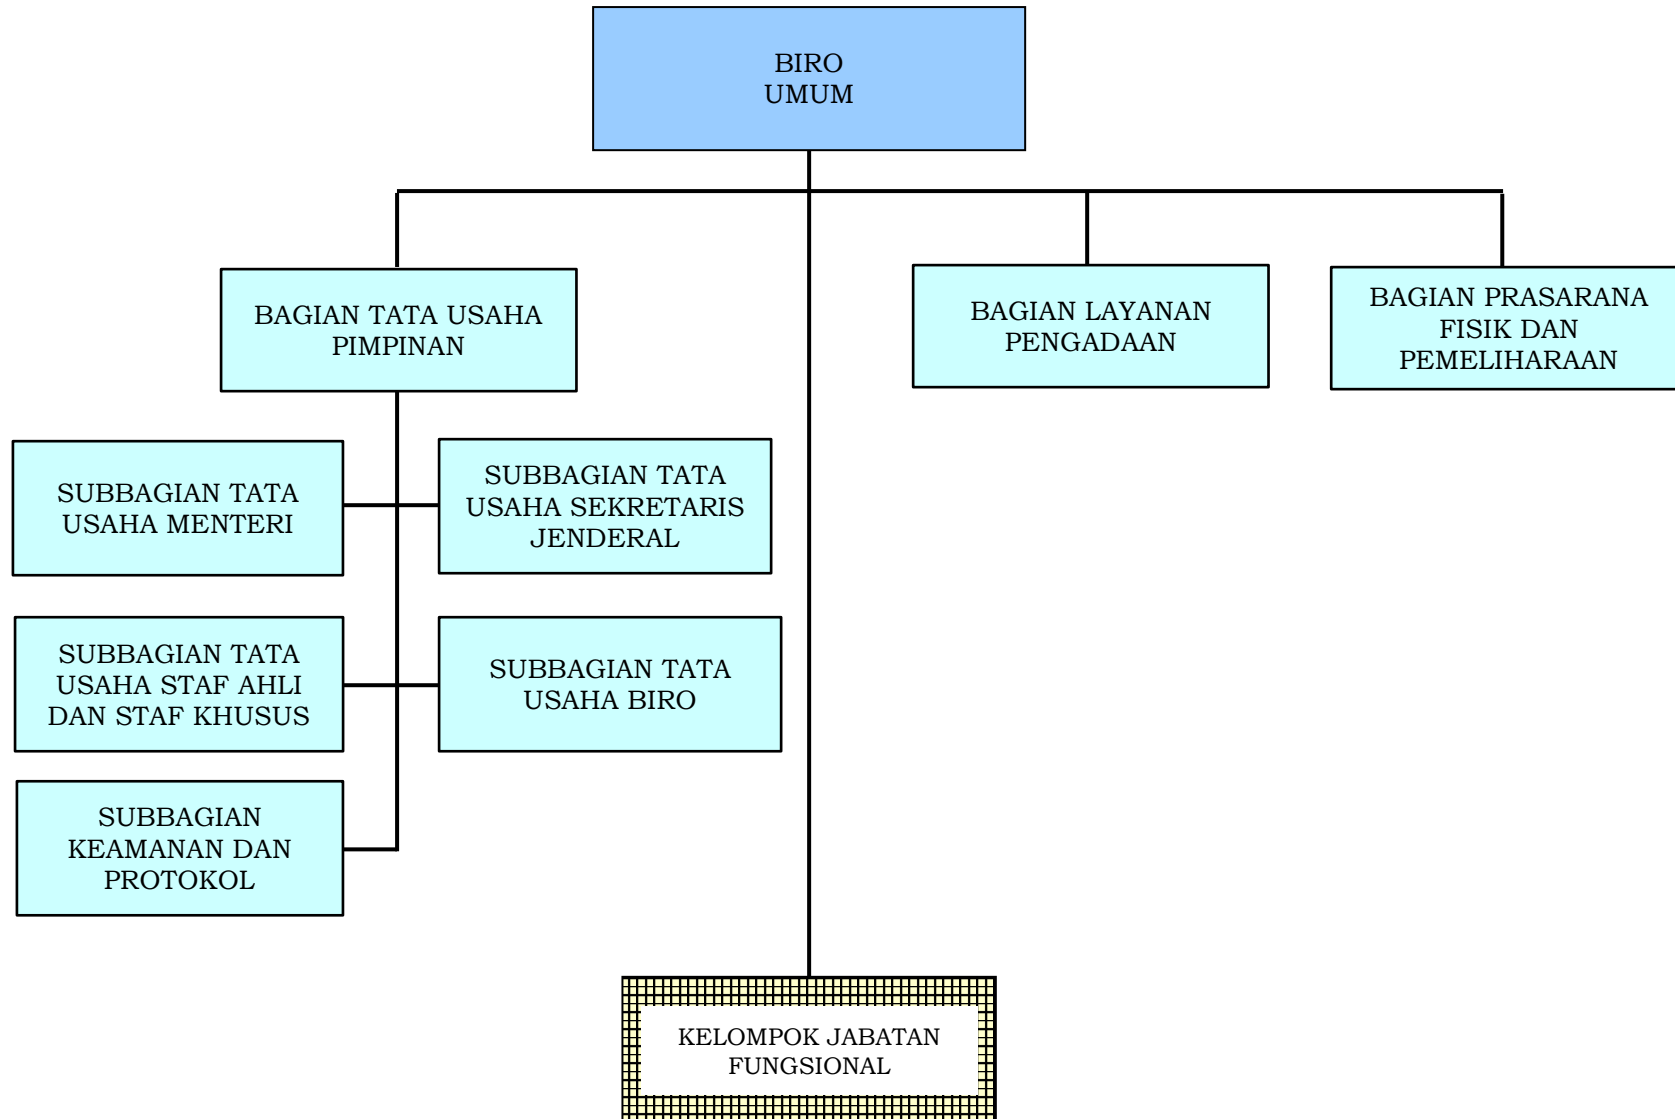 BIRO
UMUM
BAGIAN TATA USAHA
PIMPINAN
BAGIAN LAYANAN
PENGADAAN
BAGIAN PRASARANA
FISIK DAN
PEMELIHARAAN
SUBBAGIAN TATA
USAHA MENTERI
SUBBAGIAN TATA
USAHA SEKRETARIS
JENDERAL
SUBBAGIAN TATA
USAHA STAF AHLI
DAN STAF KHUSUS
SUBBAGIAN TATA
USAHA BIRO
SUBBAGIAN
KEAMANAN DAN
PROTOKOL
KELOMPOK JABATAN
FUNGSIONAL